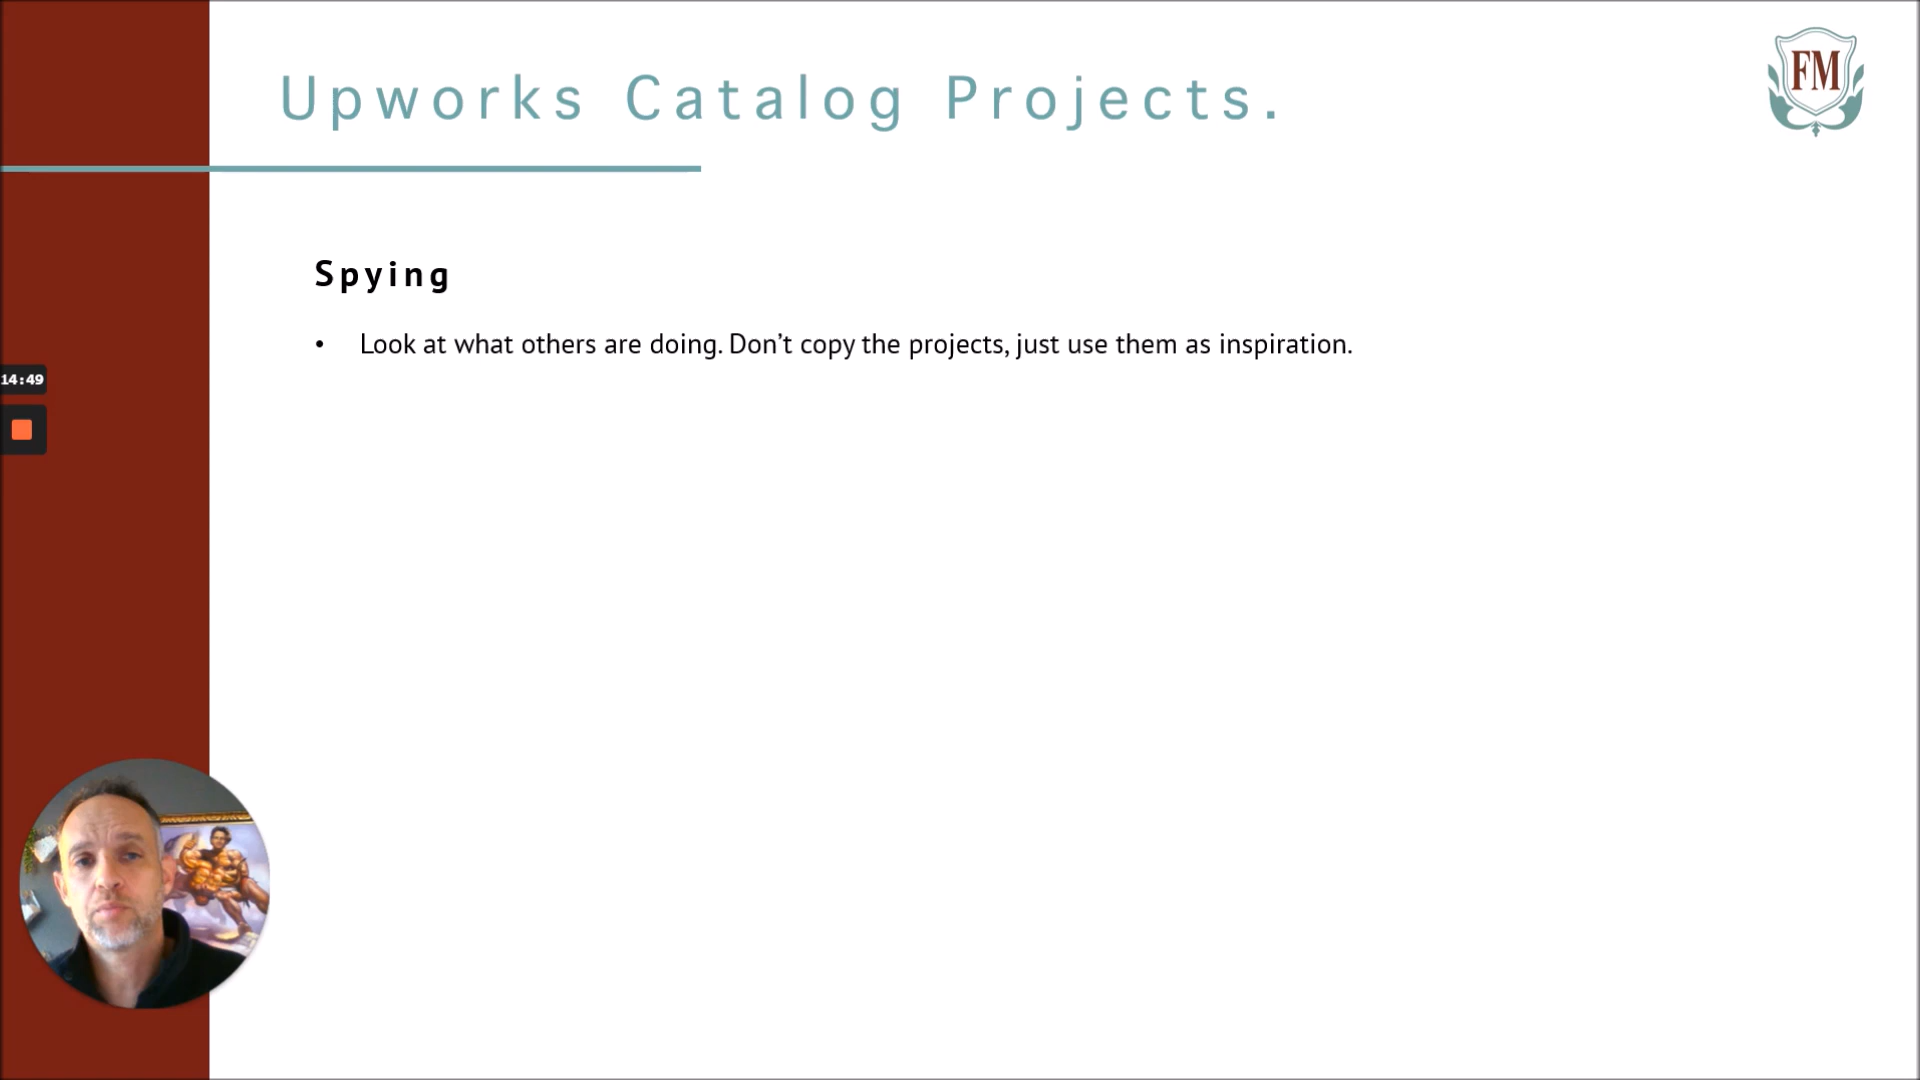 Upworks Catalog Projects.
FM
Spying
• Look at what others are doing. Don’t copy the projects, just use them as inspiration.
14:49